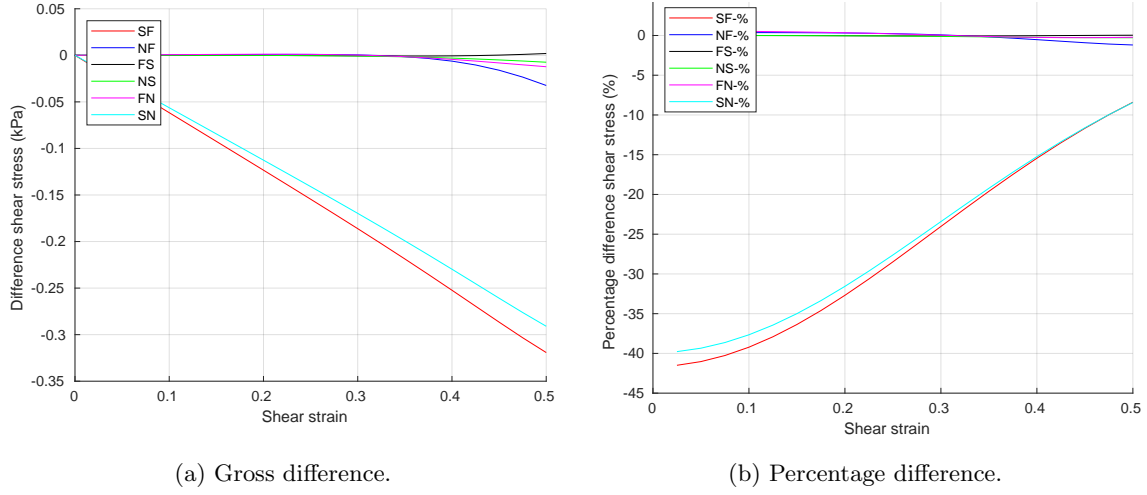 0.05
0
-0.05
-0.1
-0.15
-0.2
-0.25
-0.3
-0.35
Difference shear stress (kPa)
SF
NF
FS
NS
FN
SN
0 0.1 0.2 0.3 0.4 0.5
Shear strain
(a) Gross difference.
0
-5
-10
-15
-20
-25
-30
-35
-40
-45
Percentage difference shear stress (%)
SF-%
NF-%
FS-%
NS-%
FN-%
SN-%
0 0.1 0.2 0.3 0.4 0.5
Shear strain
(b) Percentage difference.